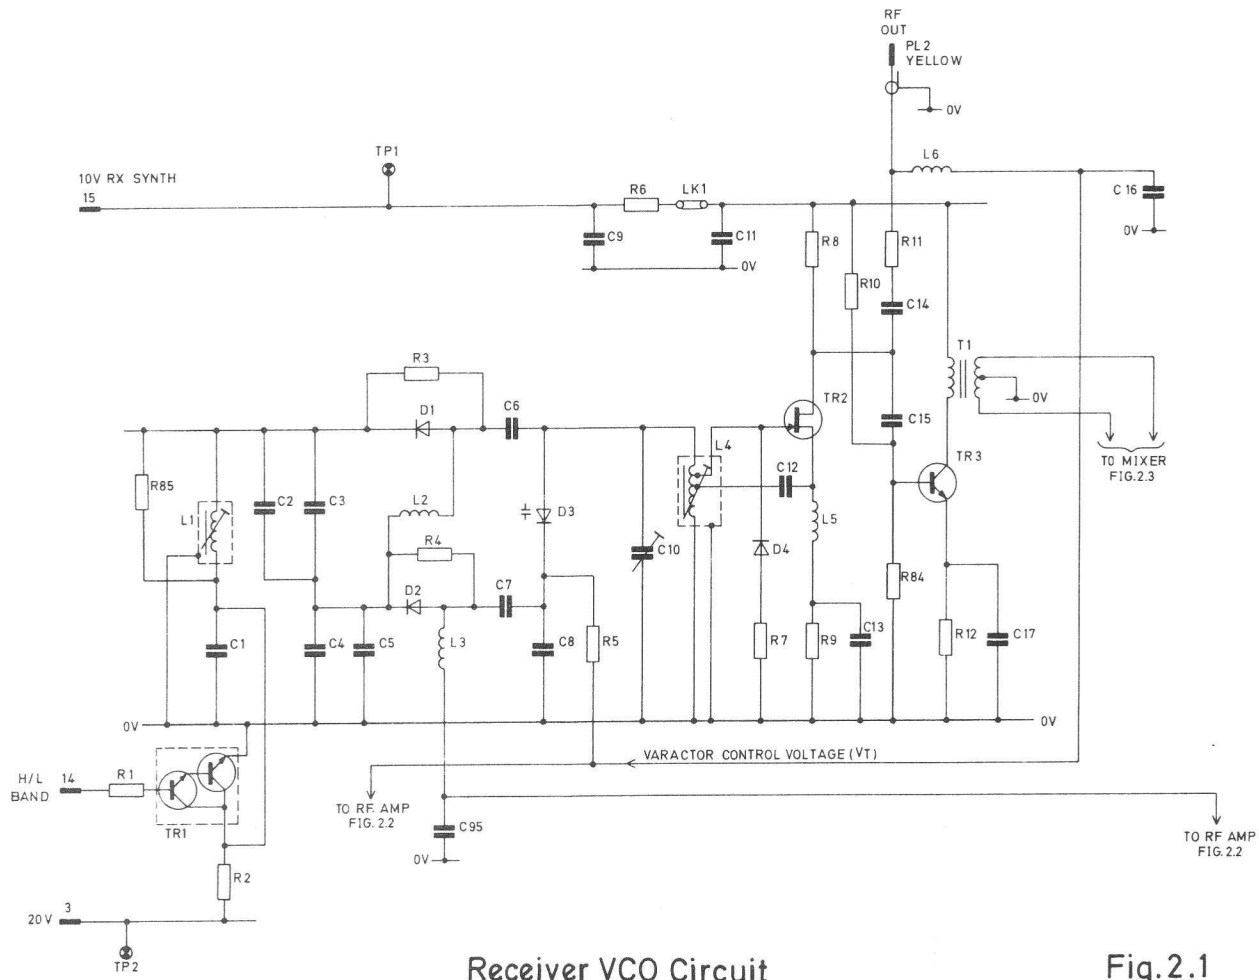 RF
OUT
PL2
YELLOW
0V
TP1
L6
10V RX SYNTH
15
R6
LK1
C16
0V
C9
C11
R8
R11
0V
R10
C14
T1
R3
TR2
D1
C6
C15
0V
L4
TR3
TO MIXER
FIG.2.3
R85
C12
C2
C3
L2
L1
D3
L5
R4
C10
D4
D2
C7
R84
C1
C4
C5
L3
C8
R5
R7
R9
C13
R12
C17
0V
0V
VARACTOR CONTROL VOLTAGE (VT)
H/L
BAND
14
R1
TR1
TO RF AMP
FIG.2.2
C95
TO RF AMP
FIG.2.2
0V
R2
20V
3
TP2
Receiver VCO Circuit
Fig.2.1